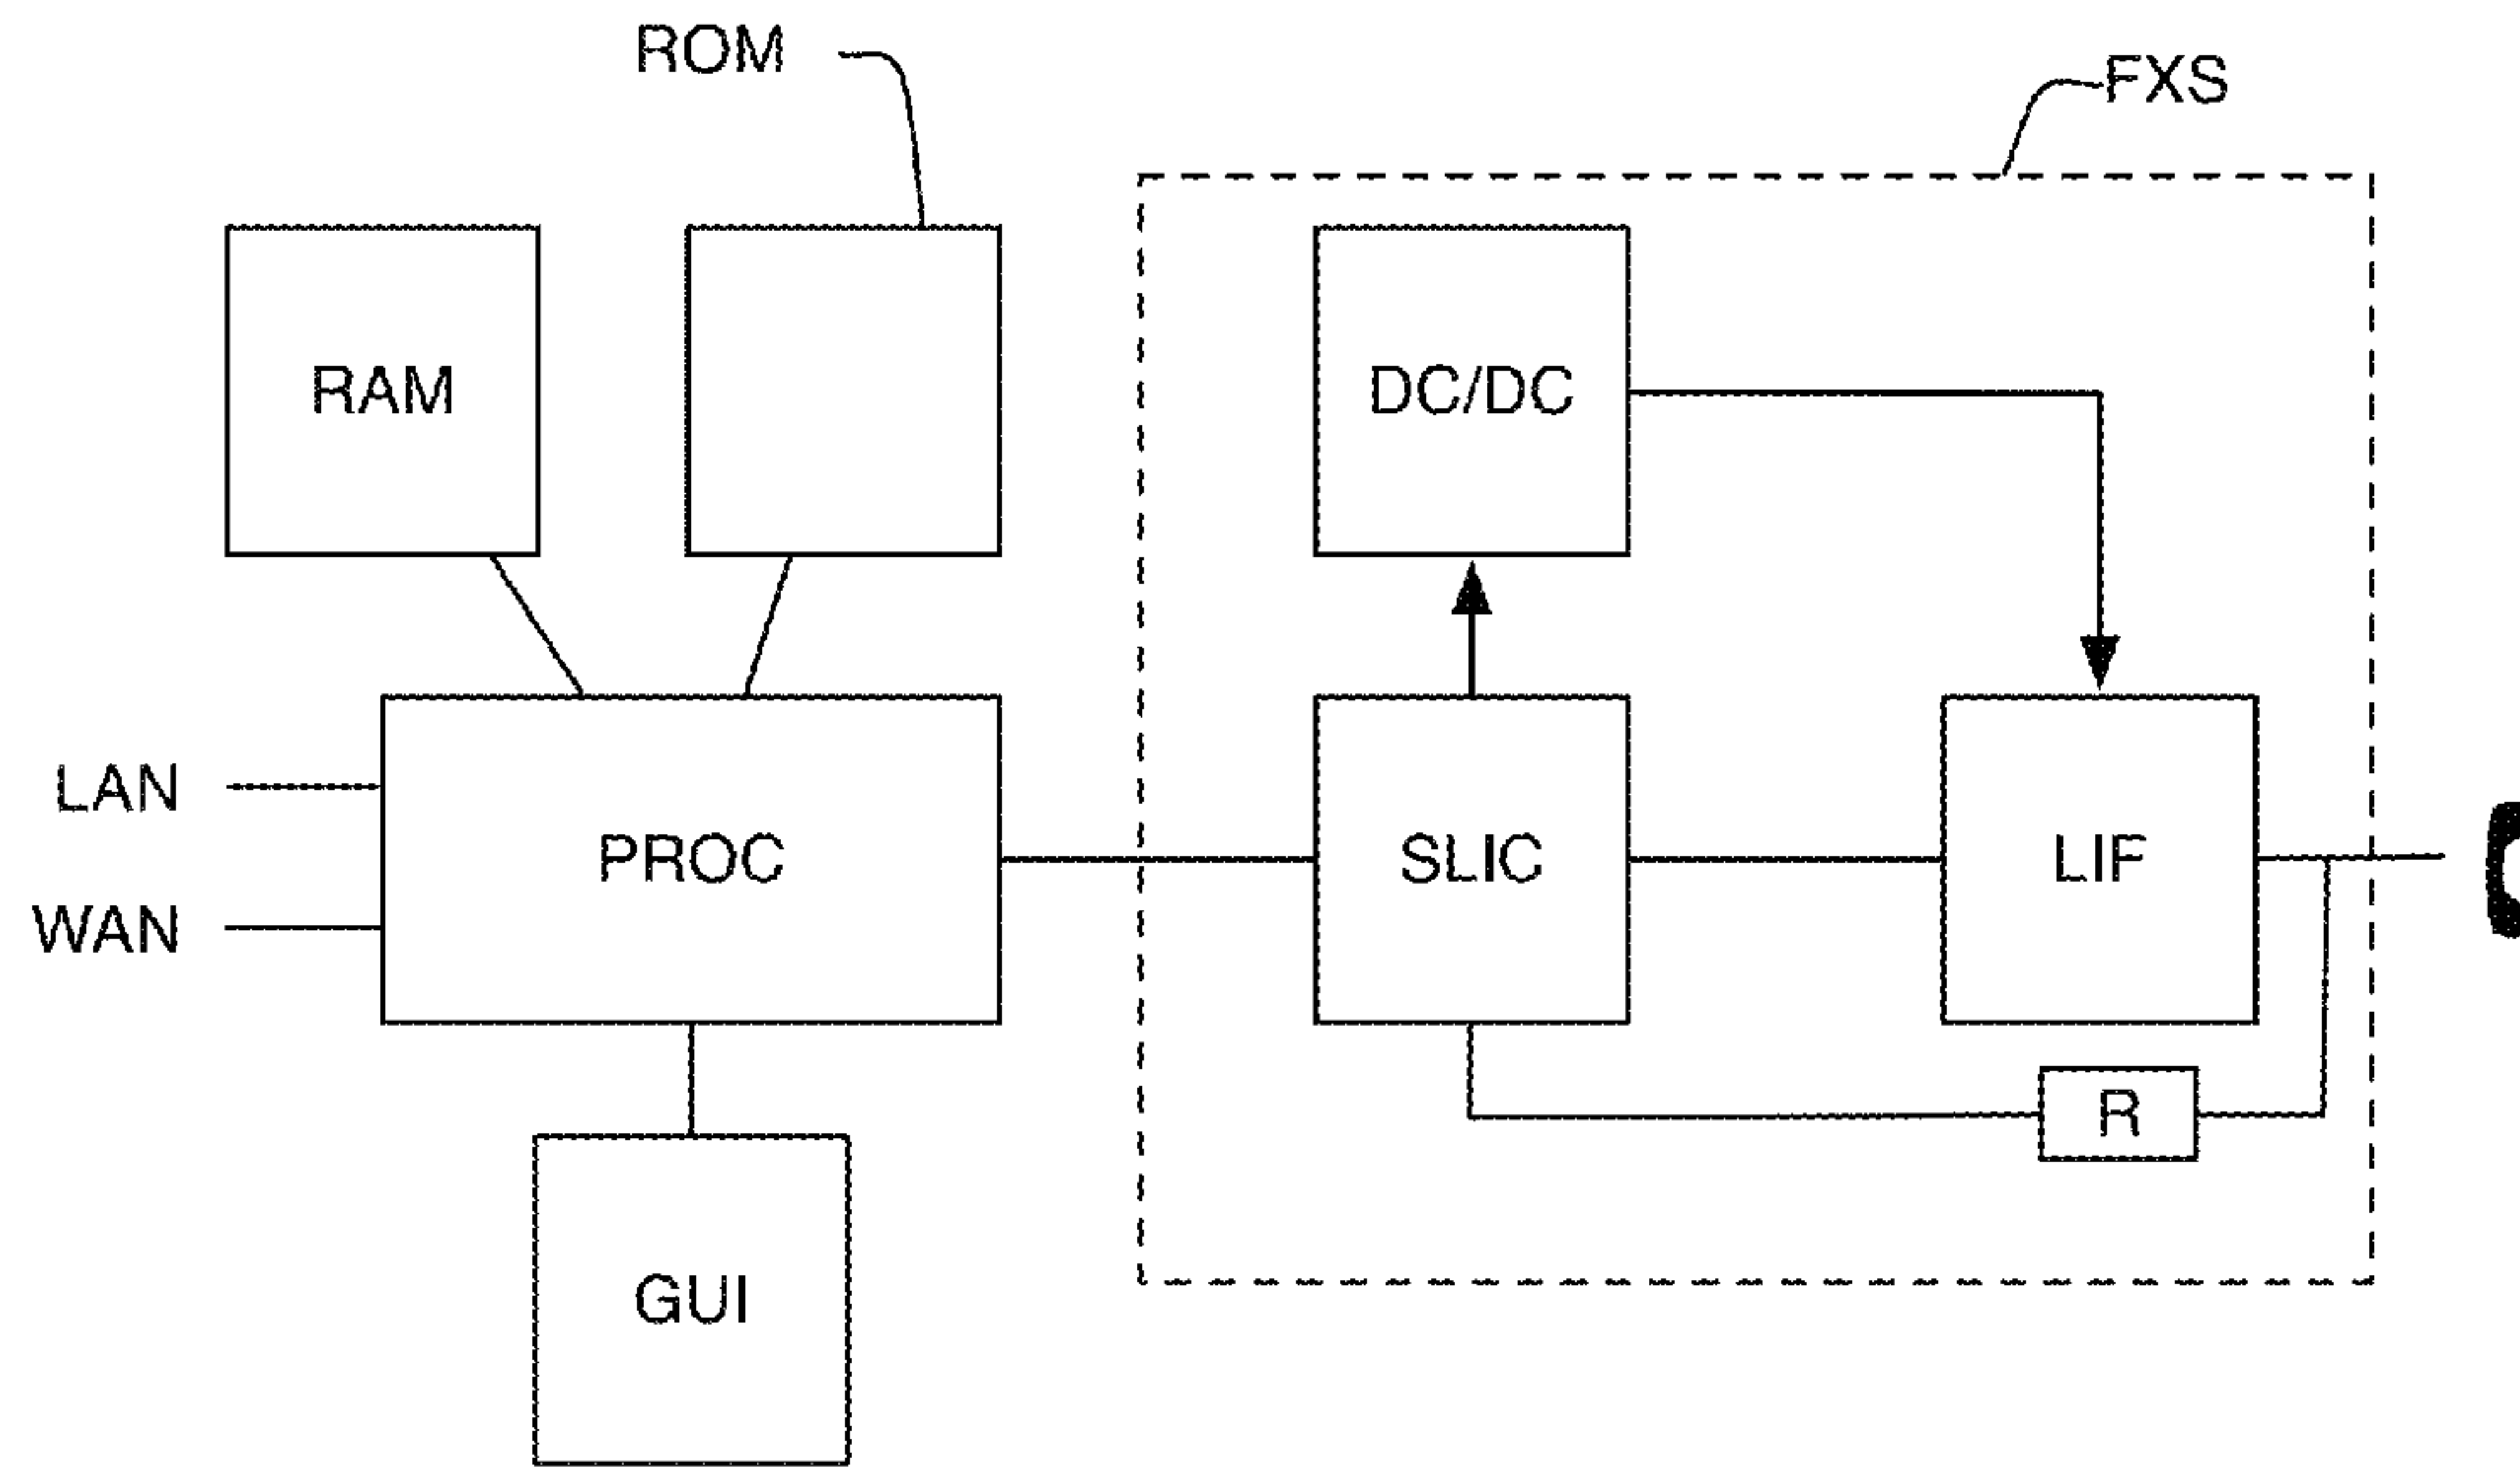 ROM
FXS
RAM
DC/DC
LAN
PROC
SLIC
LIF
WAN
R
GUI